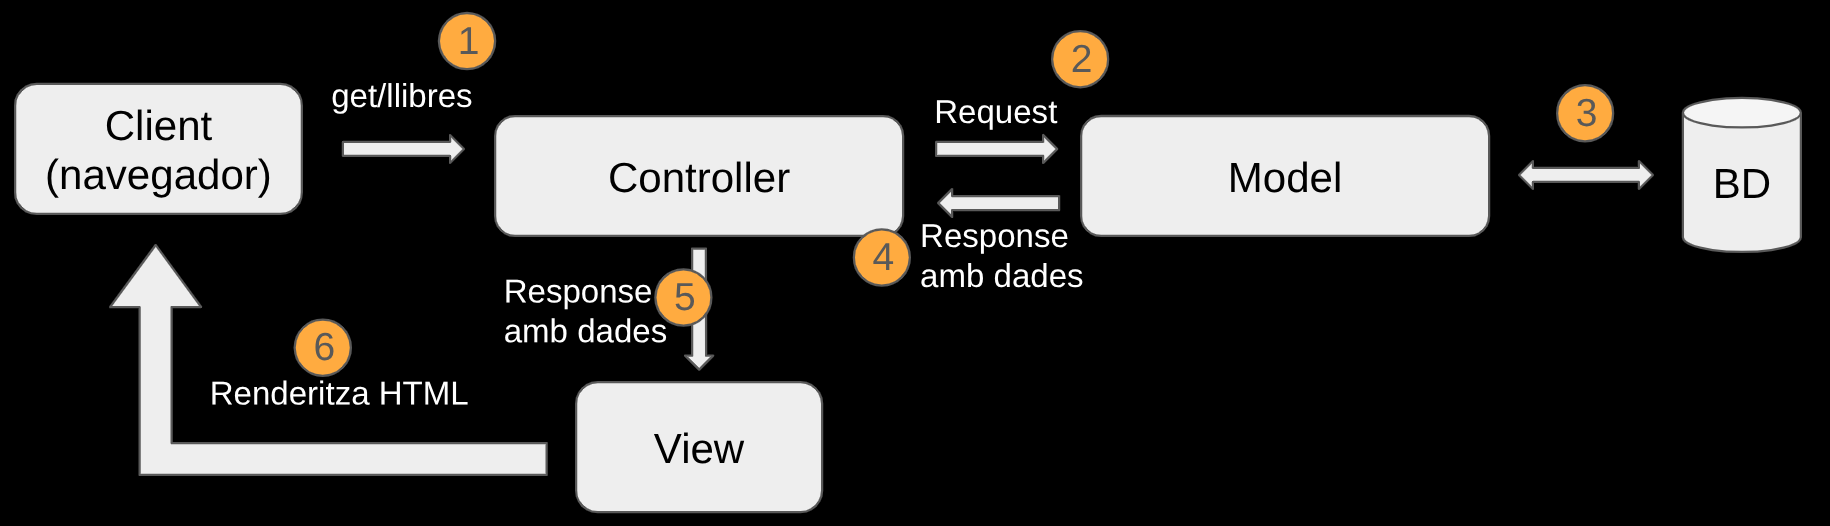 1
get/llibres
Client
(navegador)
Controller
2
Request
Model
3
BD
4
Response
amb dades
5
Response
amb dades
6
Renderitza HTML
View